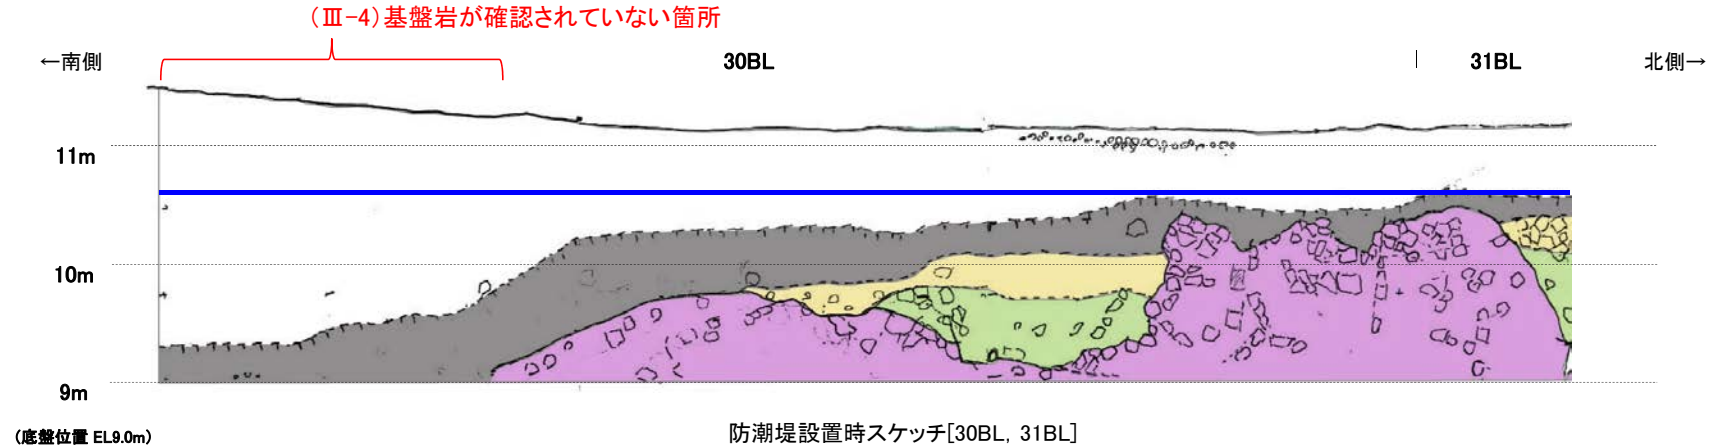 (Ⅲ-4)基盤岩が確認されていない箇所
←南側
30BL
31BL
北側→
11m
10m
9m
(底盤位置 EL9.0m)
防潮堤設置時スケッチ[30BL, 31BL]